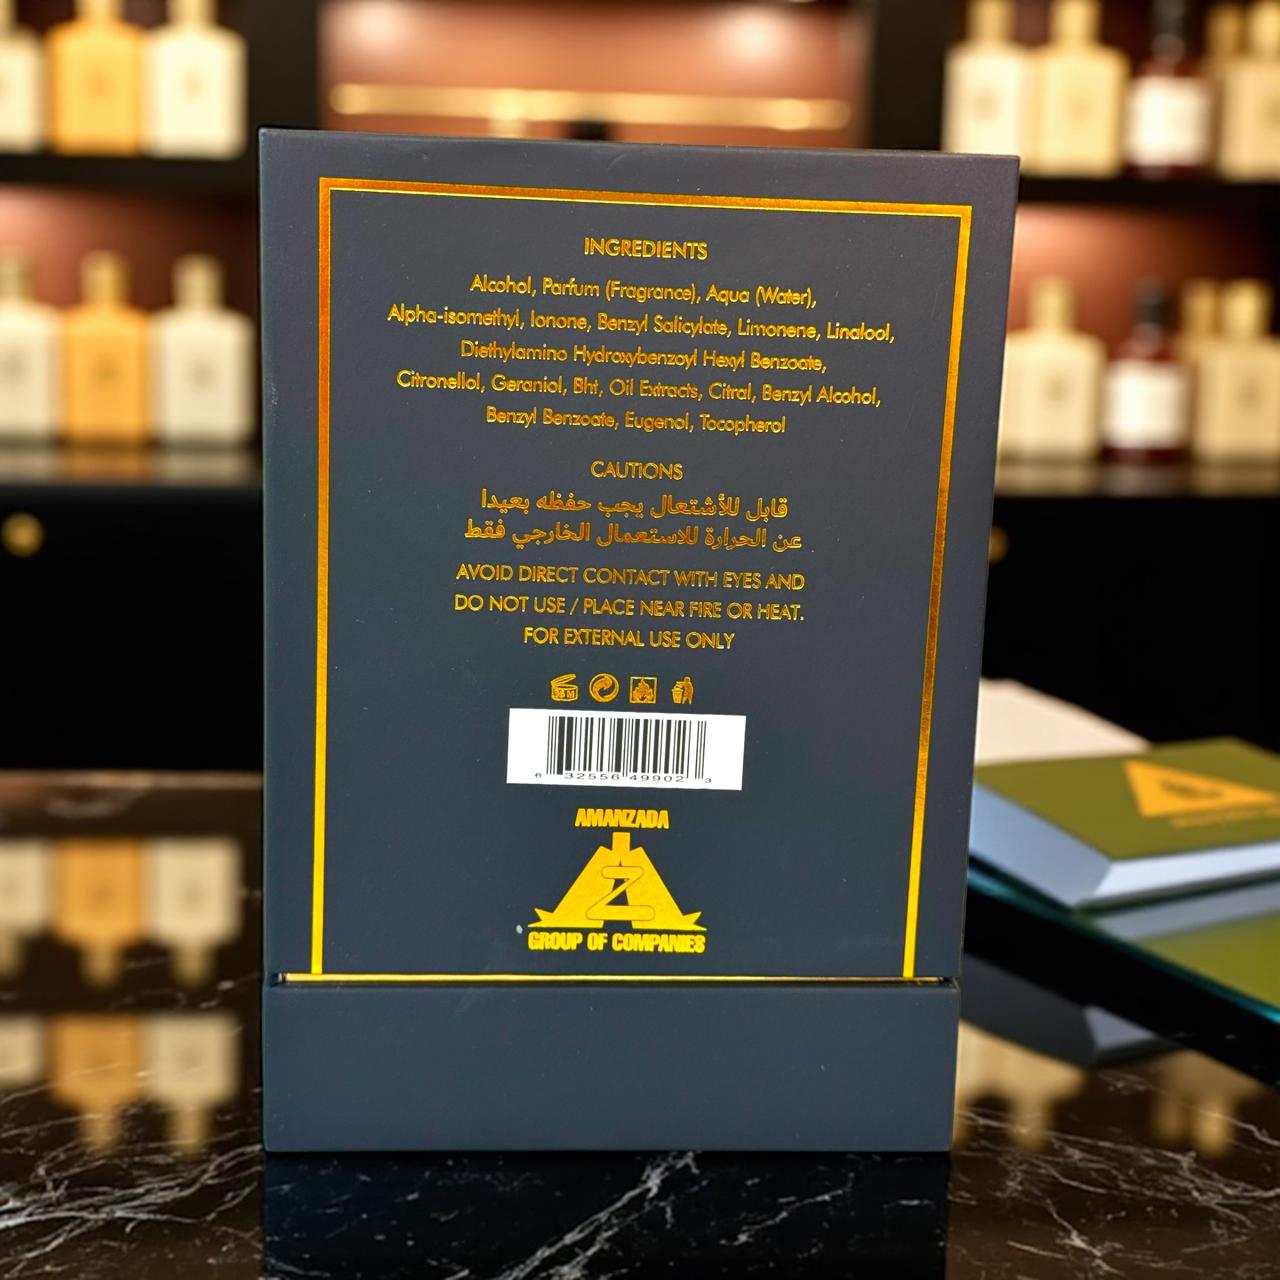 INGREDIENTS
Alcohol, Parfum (Fragrance), Aqua (Water),
Alpha-isomethyl, Ionone, Benzyl Salicylate, Limonene, Linalool,
Diethylamino Hydroxybenzoyl Hexyl Benzoate,
Citronellol, Geraniol, Bht, Oil Extracts, Citral, Benzyl Alcohol,
Benzyl Benzoate, Eugenol, Tocopherol
CAUTIONS
قابل للأشتعال يجب حفظه بعيدا
عن الحرارة للاستعمال الخارجي فقط
AVOID DIRECT CONTACT WITH EYES AND
DO NOT USE / PLACE NEAR FIRE OR HEAT.
FOR EXTERNAL USE ONLY
36 M
6 32556 49902 3
AMANZADA
AZ
GROUP OF COMPANIES